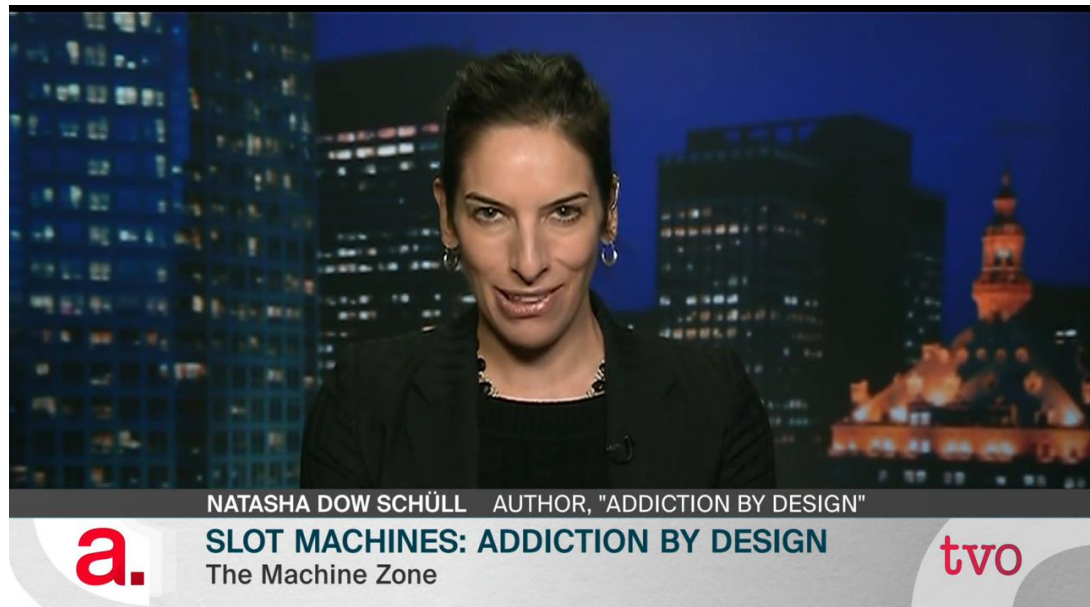 NATASHA DOW SCHÜLL AUTHOR, "ADDICTION BY DESIGN"
a. SLOT MACHINES: ADDICTION BY DESIGN
The Machine Zone
tvo